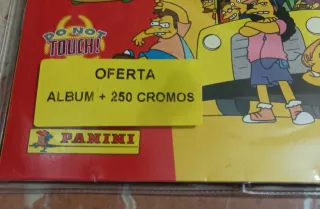 DO NOT
TOUCH!
OFERTA
ALBUM + 250 CROMOS
PANINI